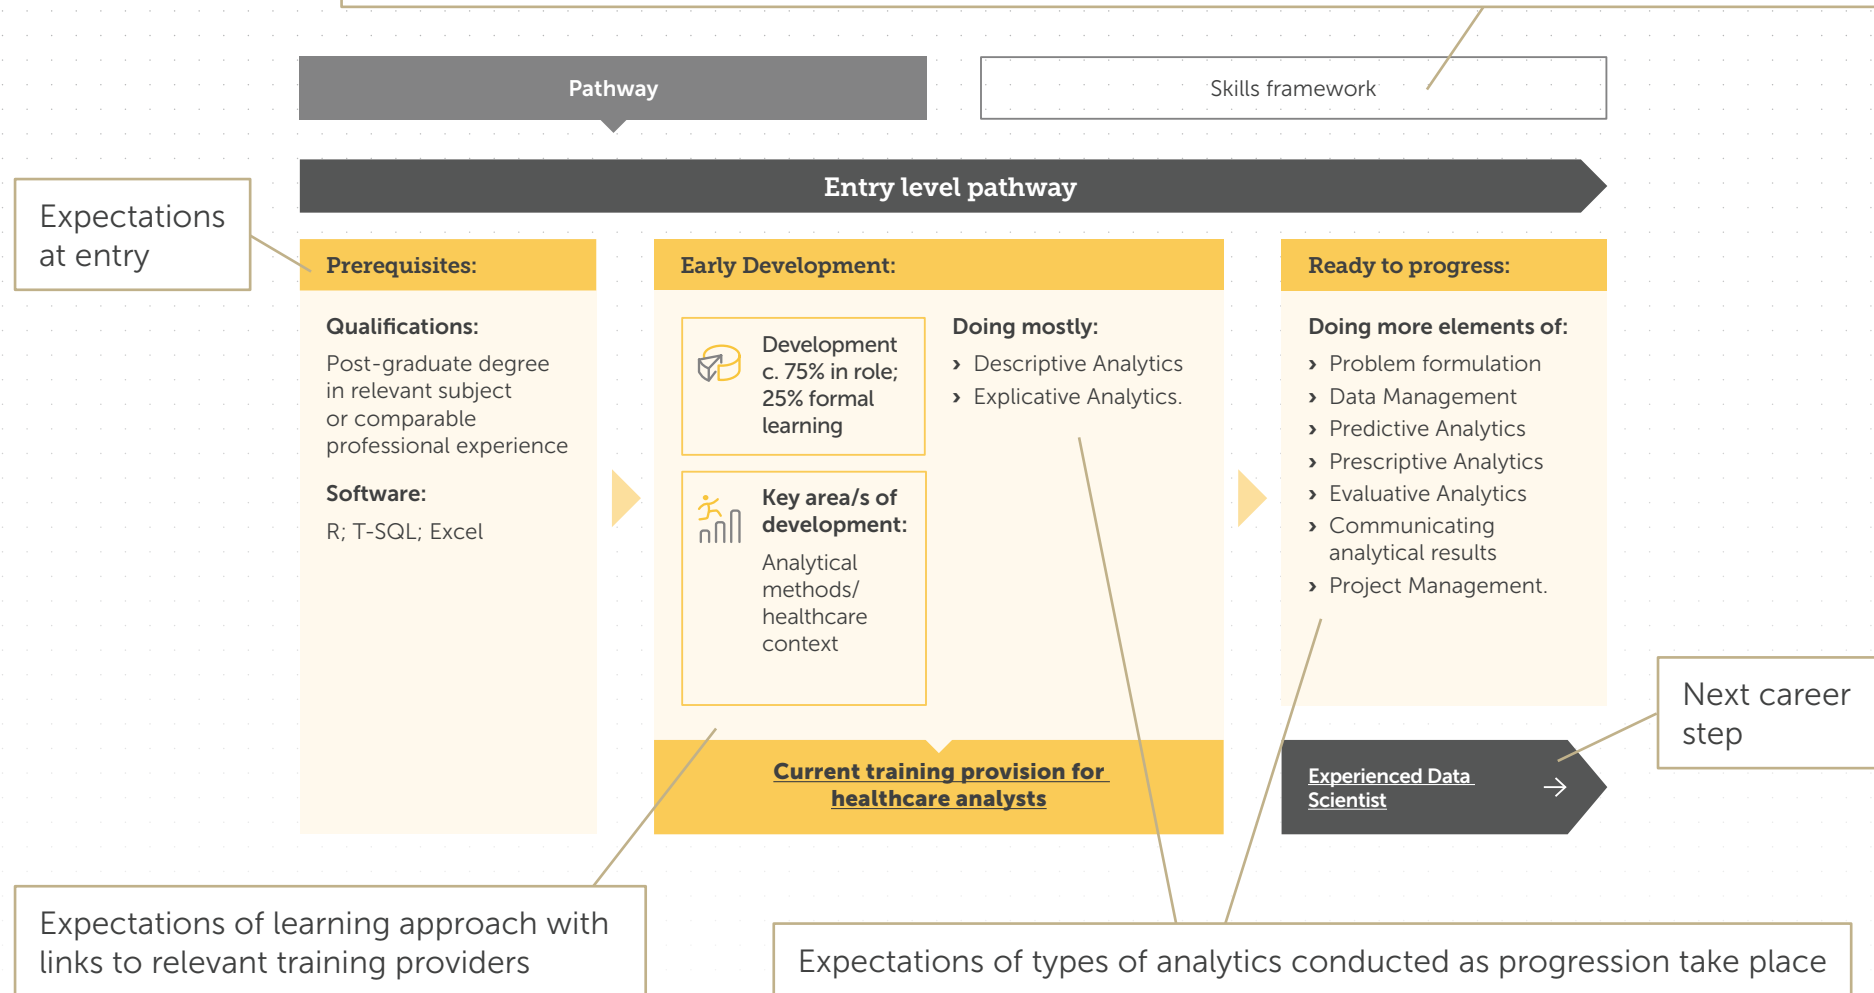 Pathway
Skills framework
Entry level pathway
Expectations
at entry
Prerequisites:
Qualifications:
Post-graduate degree
in relevant subject
or comparable
professional experience
Software:
R; T-SQL; Excel
Early Development:
Development
c. 75% in role;
25% formal
learning
Key area/s of
development:
Analytical
methods/
healthcare
context
Doing mostly:
› Descriptive Analytics
› Explicative Analytics.
Current training provision for
healthcare analysts
Ready to progress:
Doing more elements of:
› Problem formulation
› Data Management
› Predictive Analytics
› Prescriptive Analytics
› Evaluative Analytics
› Communicating
analytical results
› Project Management.
Experienced Data
Scientist
Next career
step
Expectations of learning approach with
links to relevant training providers
Expectations of types of analytics conducted as progression take place